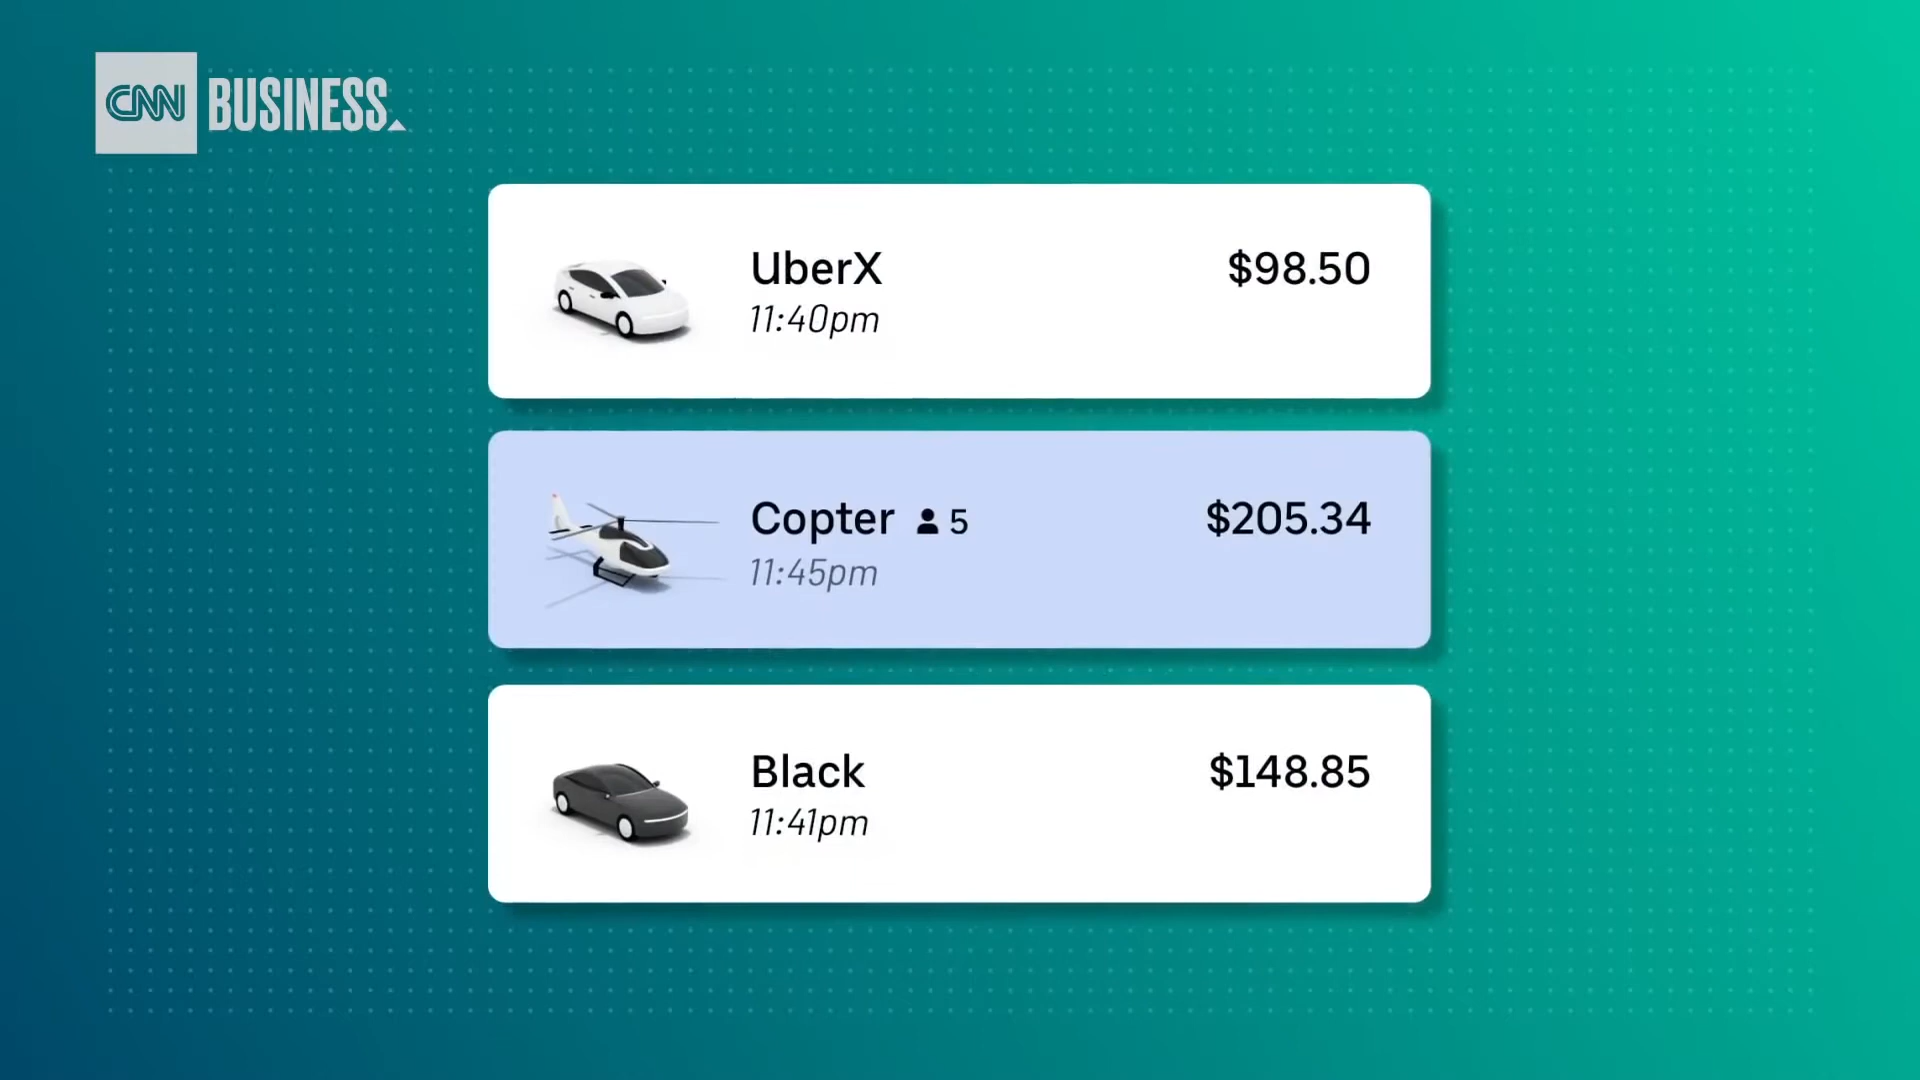 CNN BUSINESS
UberX
$98.50
11:40pm
Copter 5
$205.34
11:45pm
Black
$148.85
11:41pm